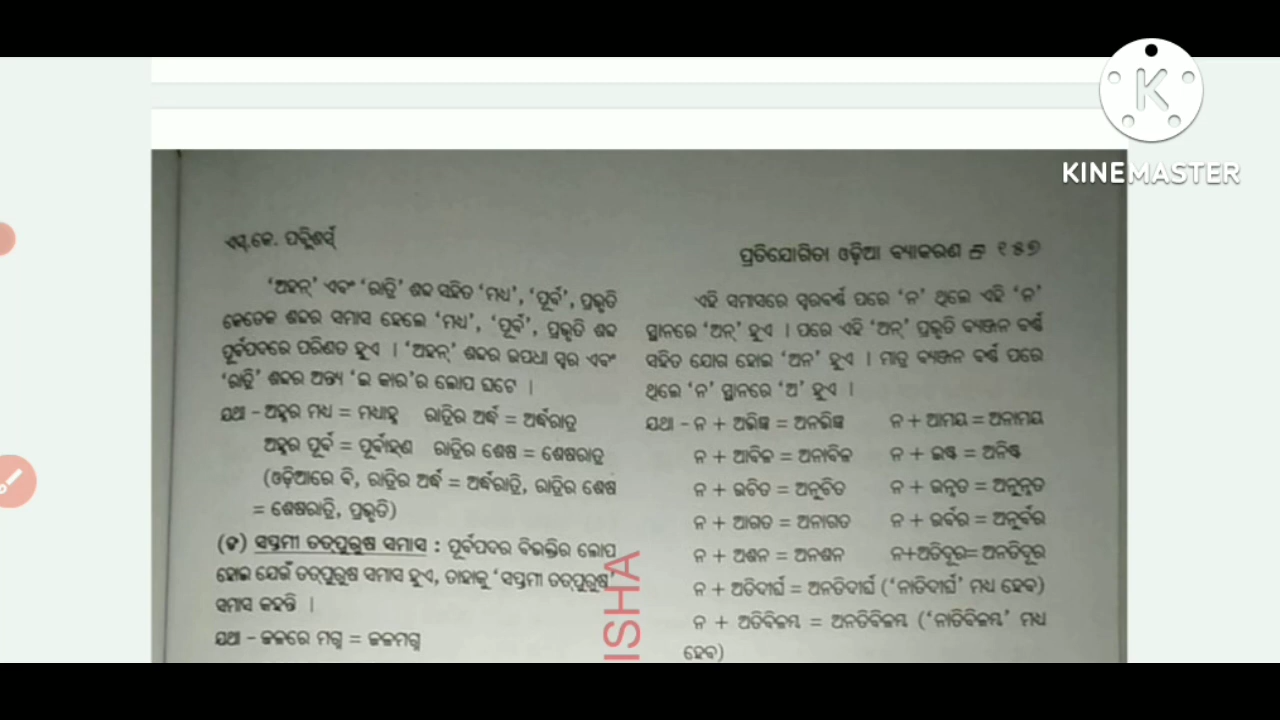 KINEMASTER
ଏସ୍.କେ. ପବ୍ଲିଶର୍ସ୍
'ଅହନ୍' ଏବଂ 'ରାତ୍ରି' ଶବ୍ଦ ସହିତ 'ମଧ୍ୟ', 'ପୂର୍ବ', ପ୍ରଭୃତି
କେତେକ ଶବ୍ଦର ସମାସ ହେଲେ 'ମଧ୍ୟ', 'ପୂର୍ବ', ପ୍ରଭୃତି ଶବ୍ଦ
ପୂର୍ବପଦରେ ପରିଣତ ହୁଏ । 'ଅହନ୍' ଶବ୍ଦର ଉପଧା ସ୍ୱର ଏବଂ
'ରାତ୍ରି' ଶବ୍ଦର ଅନ୍ତ୍ୟ 'ଇ କାର'ର ଲୋପ ଘଟେ ।
ଯଥା - ଅହ୍ନର ମଧ୍ୟ = ମଧ୍ୟାହ୍ନ ରାତ୍ରିର ଅର୍ଦ୍ଧ = ଅର୍ଦ୍ଧରାତ୍ର
ଅହ୍ନର ପୂର୍ବ = ପୂର୍ବାହ୍ଣ ରାତ୍ରିର ଶେଷ = ଶେଷରାତ୍ର
(ଓଡ଼ିଆରେ ବି, ରାତ୍ରିର ଅର୍ଦ୍ଧ = ଅର୍ଦ୍ଧରାତ୍ରି, ରାତ୍ରିର ଶେଷ
= ଶେଷରାତ୍ରି, ପ୍ରଭୃତି)
(ଙ) ସପ୍ତମୀ ତତ୍‌ପୁରୁଷ ସମାସ : ପୂର୍ବପଦର ବିଭକ୍ତିର ଲୋପ
ହୋଇ ଯେଉଁ ତତ୍‌ପୁରୁଷ ସମାସ ହୁଏ, ତାହାକୁ 'ସପ୍ତମୀ ତତ୍‌ପୁରୁଷ'
ସମାସ କହନ୍ତି ।
ଯଥା - ଜଳରେ ମଗ୍ନ = ଜଳମଗ୍ନ
ପ୍ରତିଯୋଗିତା ଓଡ଼ିଆ ବ୍ୟାକରଣ ୧୫୭
ଏହି ସମାସରେ ସ୍ୱରବର୍ଣ୍ଣ ପରେ 'ନ' ଥିଲେ ଏହି 'ନ'
ସ୍ଥାନରେ 'ଅନ୍' ହୁଏ । ପରେ ଏହି 'ଅନ୍' ପ୍ରକୃତି ବ୍ୟଞ୍ଜନ ବର୍ଣ୍ଣ
ସହିତ ଯୋଗ ହୋଇ 'ଅନ' ହୁଏ । ମାତ୍ର ବ୍ୟଞ୍ଜନ ବର୍ଣ୍ଣ ପରେ
ଥିଲେ 'ନ' ସ୍ଥାନରେ 'ଅ' ହୁଏ ।
ଯଥା - ନ + ଅଭିଜ୍ଞ = ଅନଭିଜ୍ଞ ନ + ଆମୟ = ଅନାମୟ
ନ + ଆବିଳ = ଅନାବିଳ ନ + ଇଷ୍ଟ = ଅନିଷ୍ଟ
ନ + ଉଚିତ = ଅନୁଚିତ ନ + ଉନ୍ନତ = ଅନୁନ୍ନତ
ନ + ଆଗତ = ଅନାଗତ ନ + ଉର୍ବର = ଅନୁର୍ବର
ନ + ଅଶନ = ଅନଶନ ନ+ଅତିଦୂର= ଅନତିଦୂର
ନ + ଅତିଦୀର୍ଘ = ଅନତିଦୀର୍ଘ ('ନାତିଦୀର୍ଘ' ମଧ୍ୟ ହେବ)
ନ + ଅତିବିଳମ୍ବ = ଅନତିବିଳମ୍ବ ('ନାତିବିଳମ୍ବ' ମଧ୍ୟ
ହେବ)
ISHA